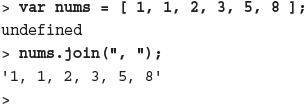 > var nums = [ 1, 1, 2, 3, 5, 8 ];
undefined
> nums.join(", ");
'1, 1, 2, 3, 5, 8'
>